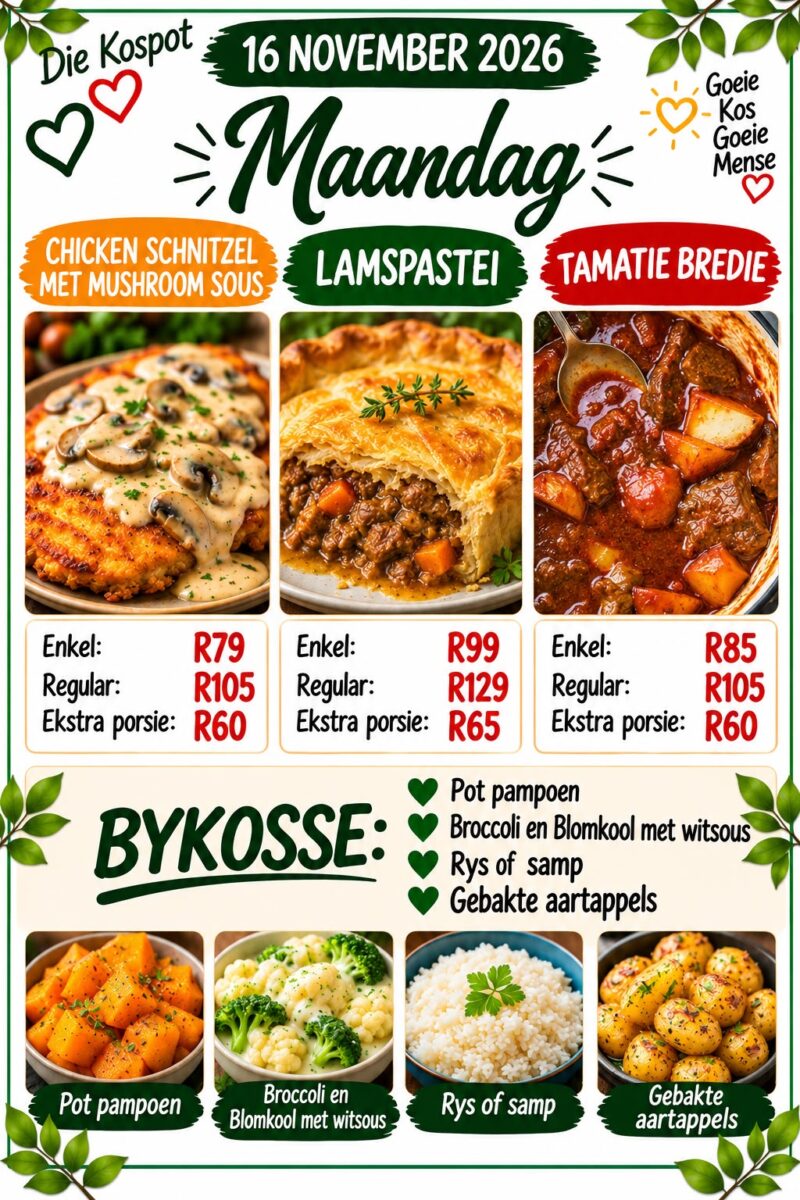 Die Kospot
16 NOVEMBER 2026
Goeie
Kos
Goeie
Mense
Maandag
CHICKEN SCHNITZEL
MET MUSHROOM SOUS
LAMSPASTEI
TAMATIE BREDIE
Enkel: R79
Regular: R105
Ekstra porsie: R60
Enkel: R99
Regular: R129
Ekstra porsie: R65
Enkel: R85
Regular: R105
Ekstra porsie: R60
BYKOSSE:
Pot pampoen
Broccoli en Blomkool met witsous
Rys of samp
Gebakte aartappels
Pot pampoen
Broccoli en
Blomkool met witsous
Rys of samp
Gebakte
aartappels